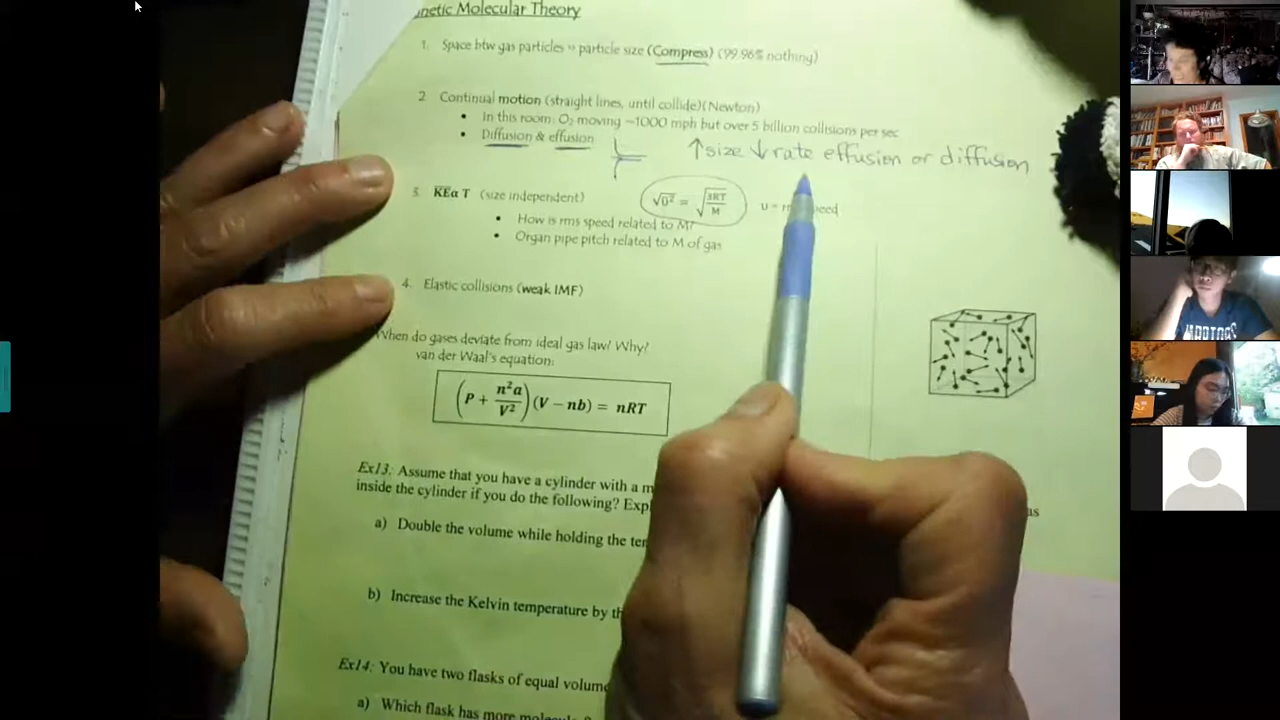 netic Molecular Theory
1. Space btw gas particles » particle size (Compress) (99.96% nothing)
2. Continual motion (straight lines, until collide)(Newton)
• In this room: O₂ moving ~1000 mph but over 5 billion collisions per sec
• Diffusion & effusion
↑size ↓rate effusion or diffusion
3. K̅E̅α T (size independent)
√U̅² = √3RT/M
U =
• How is rms speed related to M?
• Organ pipe pitch related to M of gas
4. Elastic collisions (weak IMF)
When do gases deviate from ideal gas law? Why?
van der Waal's equation:
(P + n²a/V²)(V − nb) = nRT
Ex13: Assume that you have a cylinder with a m
inside the cylinder if you do the following? Exp
as
a) Double the volume while holding the te
b) Increase the Kelvin temperature by th
Ex14: You have two flasks of equal volume
a) Which flask has more